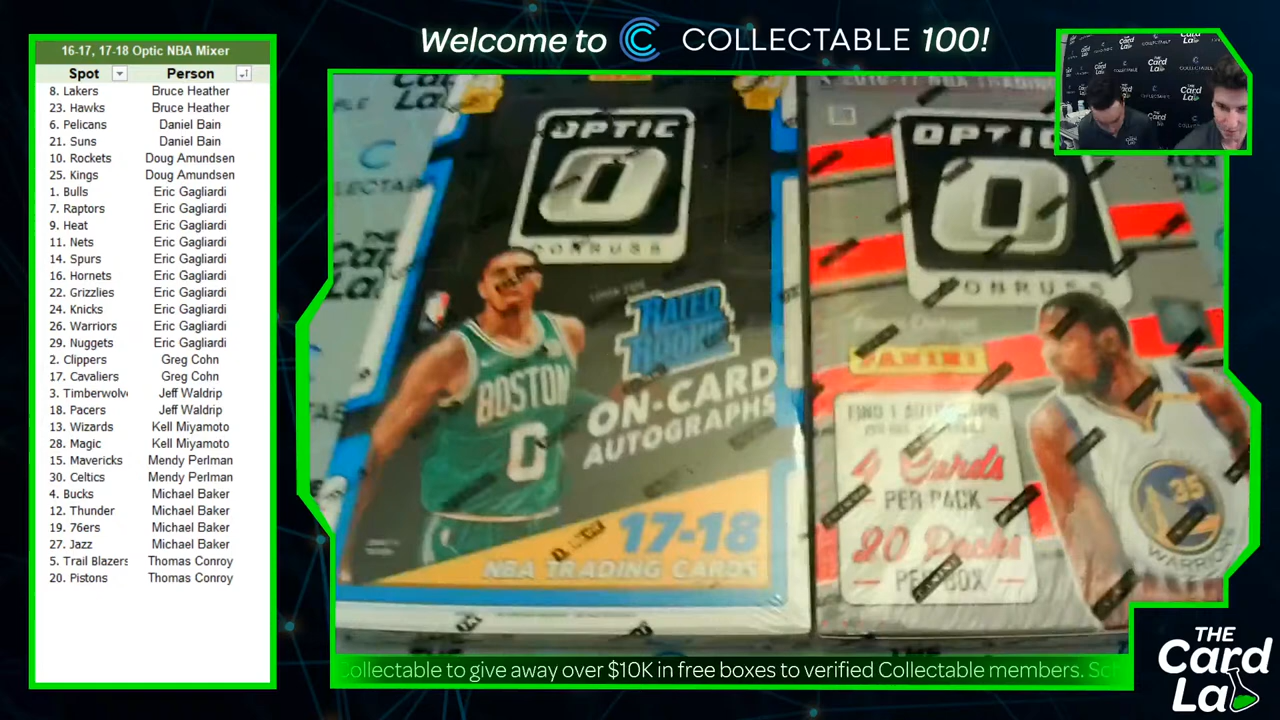 Welcome to COLLECTABLE 100!
16-17, 17-18 Optic NBA Mixer
Spot Person
8. Lakers Bruce Heather
23. Hawks Bruce Heather
6. Pelicans Daniel Bain
21. Suns Daniel Bain
10. Rockets Doug Amundsen
25. Kings Doug Amundsen
1. Bulls Eric Gagliardi
7. Raptors Eric Gagliardi
9. Heat Eric Gagliardi
11. Nets Eric Gagliardi
14. Spurs Eric Gagliardi
16. Hornets Eric Gagliardi
22. Grizzlies Eric Gagliardi
24. Knicks Eric Gagliardi
26. Warriors Eric Gagliardi
29. Nuggets Eric Gagliardi
2. Clippers Greg Cohn
17. Cavaliers Greg Cohn
3. Timberwolv Jeff Waldrip
18. Pacers Jeff Waldrip
13. Wizards Kell Miyamoto
28. Magic Kell Miyamoto
15. Mavericks Mendy Perlman
30. Celtics Mendy Perlman
4. Bucks Michael Baker
12. Thunder Michael Baker
19. 76ers Michael Baker
27. Jazz Michael Baker
5. Trail Blazers Thomas Conroy
20. Pistons Thomas Conroy
OPTIC
DONRUSS
RATED
ROOKIE
ON-CARD
AUTOGRAPHS
BOSTON
0
17-18
NBA TRADING CARDS
OPTIC
DONRUSS
PANINI
4 Cards
PER PACK
20 Packs
PER BOX
35
WARRIORS
ollectable to give away over $10K in free boxes to verified Collectable members.
THE
Card
Lab